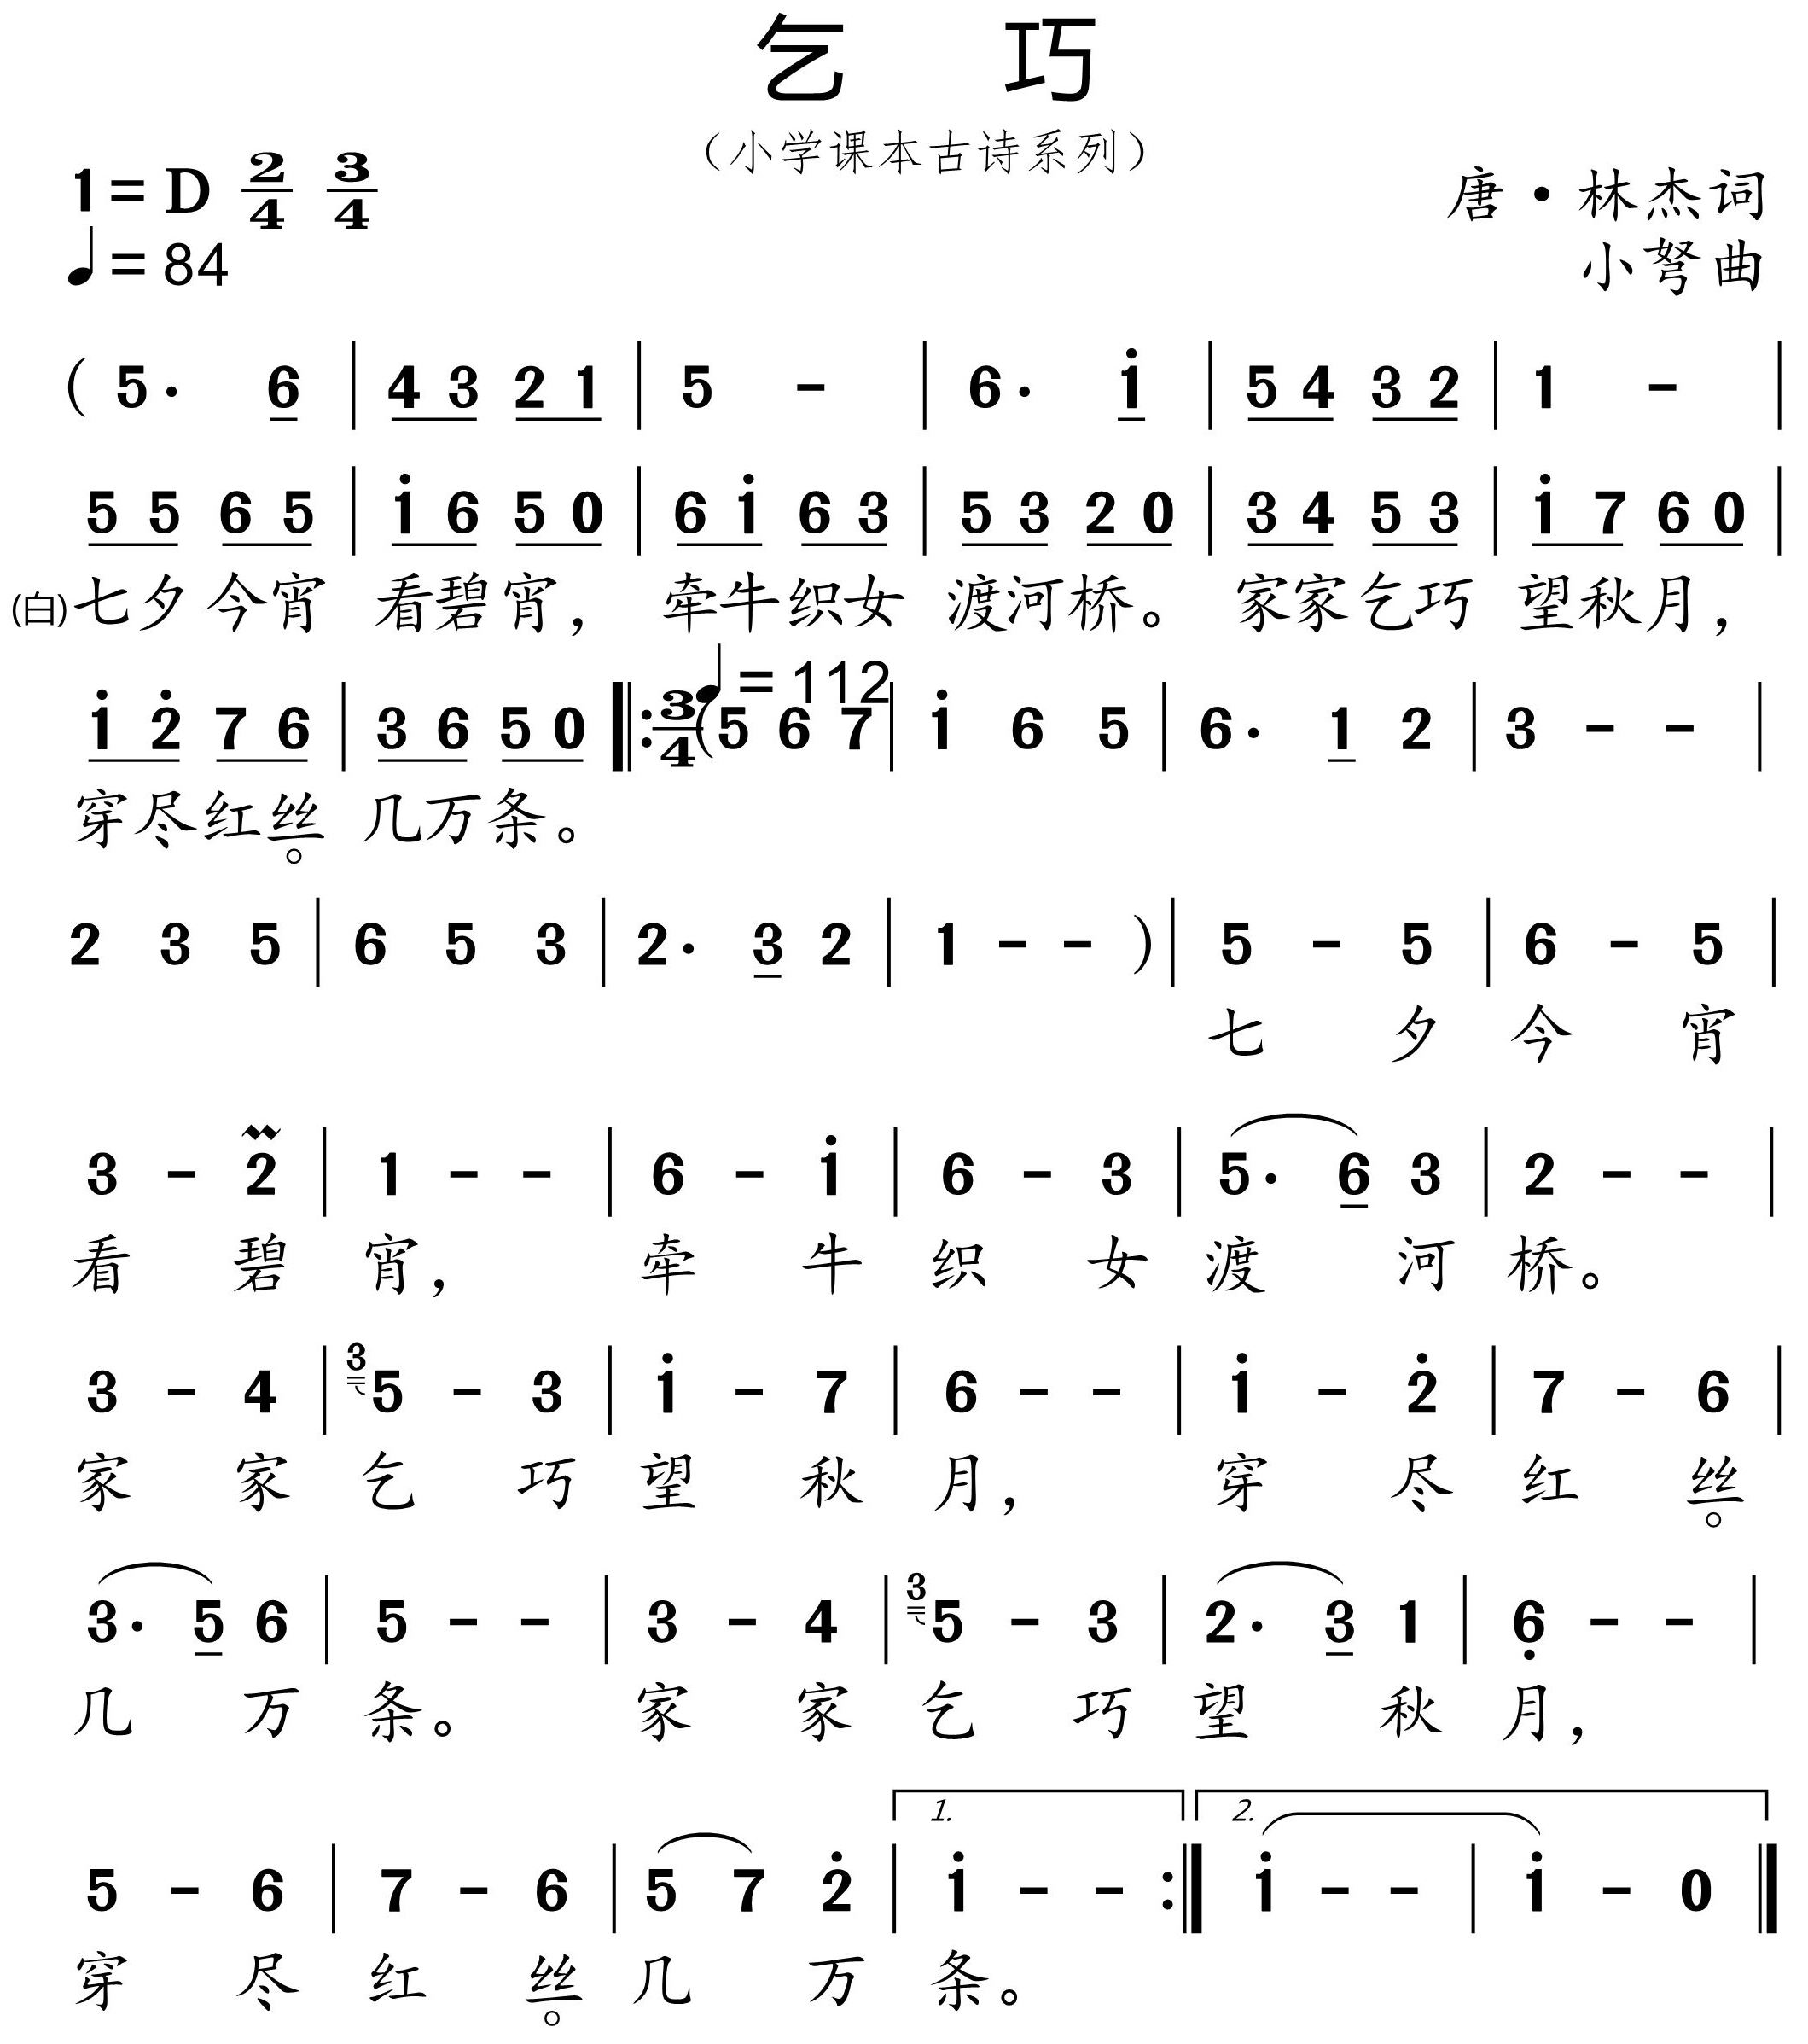 乞 巧
（小学课本古诗系列）
1= D 2/4 3/4
唐·林杰词
♩= 84
小弩曲
( 5. 6 | 4 3 2 1 | 5 - | 6. i | 5 4 3 2 | 1 - |
5 5 6 5 | i 6 5 0 | 6 i 6 3 | 5 3 2 0 | 3 4 5 3 | i 7 6 0 |
(白)七夕今宵 看碧宵， 牵牛织女 渡河桥。 家家乞巧 望秋月，
♩= 112
i 2̇ 7 6 | 3 6 5 0 ‖: 3/4 (5 6 7 | i 6 5 | 6. 1 2 | 3 - - |
穿尽红丝 几万条。
2 3 5 | 6 5 3 | 2. 3 2 | 1 - - ) | 5 - 5 | 6 - 5 |
七 夕 今 宵
3 - 2 | 1 - - | 6 - i | 6 - 3 | 5. 6 3 | 2 - - |
看 碧 宵， 牵 牛 织 女 渡 河 桥。
3 - 4 | 3 5 - 3 | i - 7 | 6 - - | i - 2̇ | 7 - 6 |
家 家 乞 巧 望 秋 月， 穿 尽 红 丝
3. 5 6 | 5 - - | 3 - 4 | 3 5 - 3 | 2. 3 1 | 6̣ - - |
几 万 条。 家 家 乞 巧 望 秋 月，
1. 2.
5 - 6 | 7 - 6 | 5 7 2̇ | i - - :‖ i - - | i - 0 ‖
穿 尽 红 丝 几 万 条。